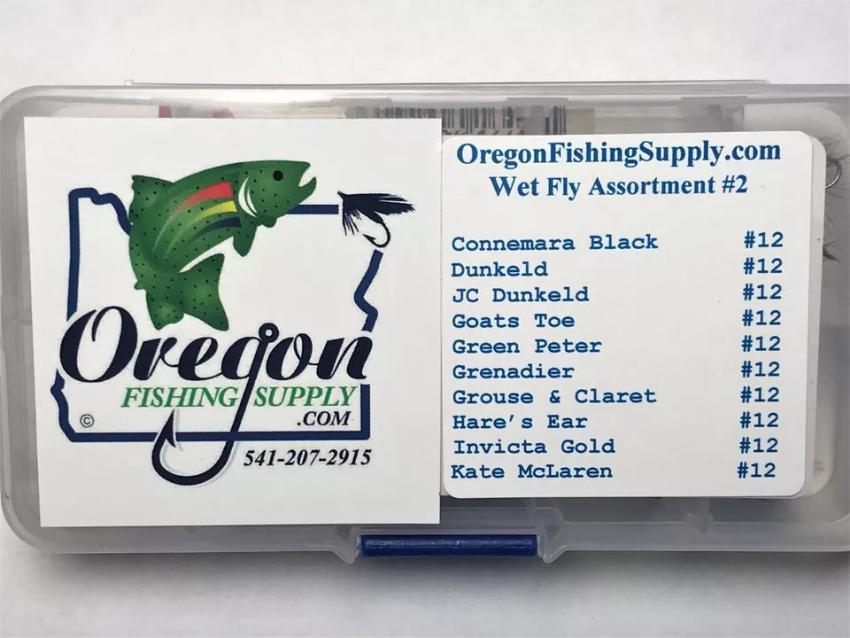 Oregon
FISHING SUPPLY
.COM
©
541-207-2915
OregonFishingSupply.com
Wet Fly Assortment #2
Connemara Black #12
Dunkeld #12
JC Dunkeld #12
Goats Toe #12
Green Peter #12
Grenadier #12
Grouse & Claret #12
Hare's Ear #12
Invicta Gold #12
Kate McLaren #12